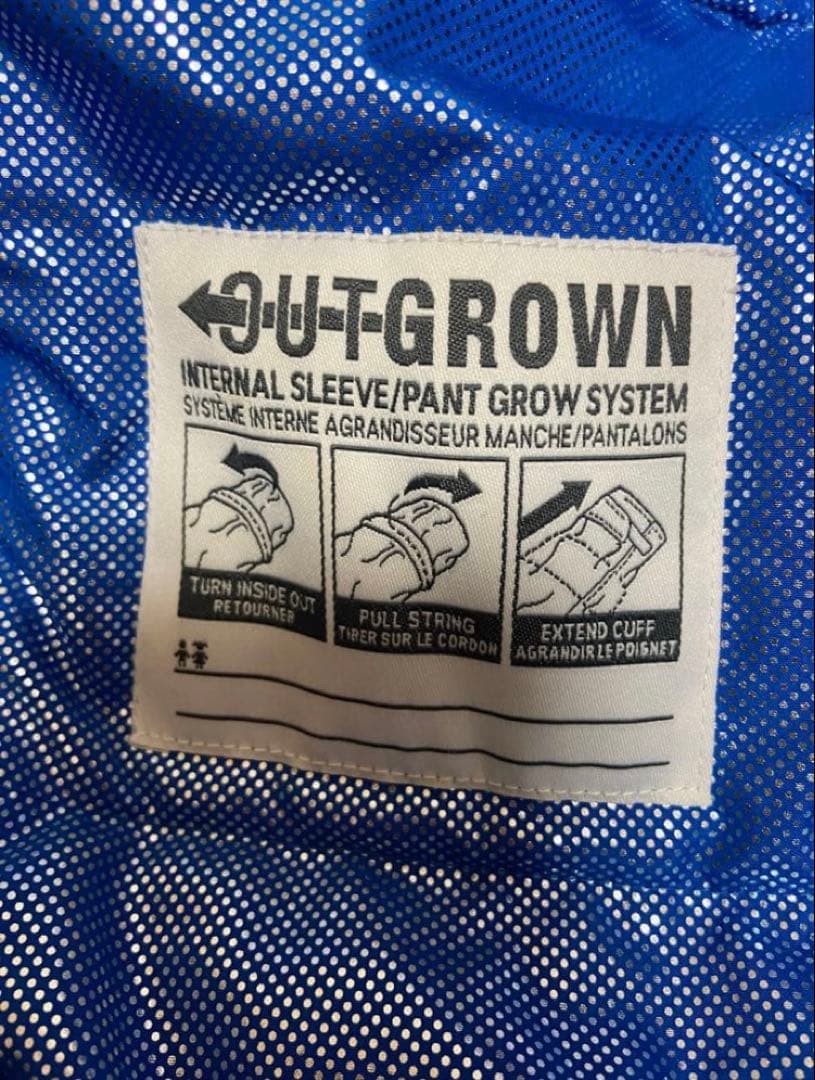 OUTGROWN
INTERNAL SLEEVE/PANT GROW SYSTEM
SYSTÈME INTERNE AGRANDISSEUR MANCHE/PANTALONS
TURN INSIDE OUT
RETOURNER
PULL STRING
TIRER SUR LE CORDON
EXTEND CUFF
AGRANDIR LE POIGNET